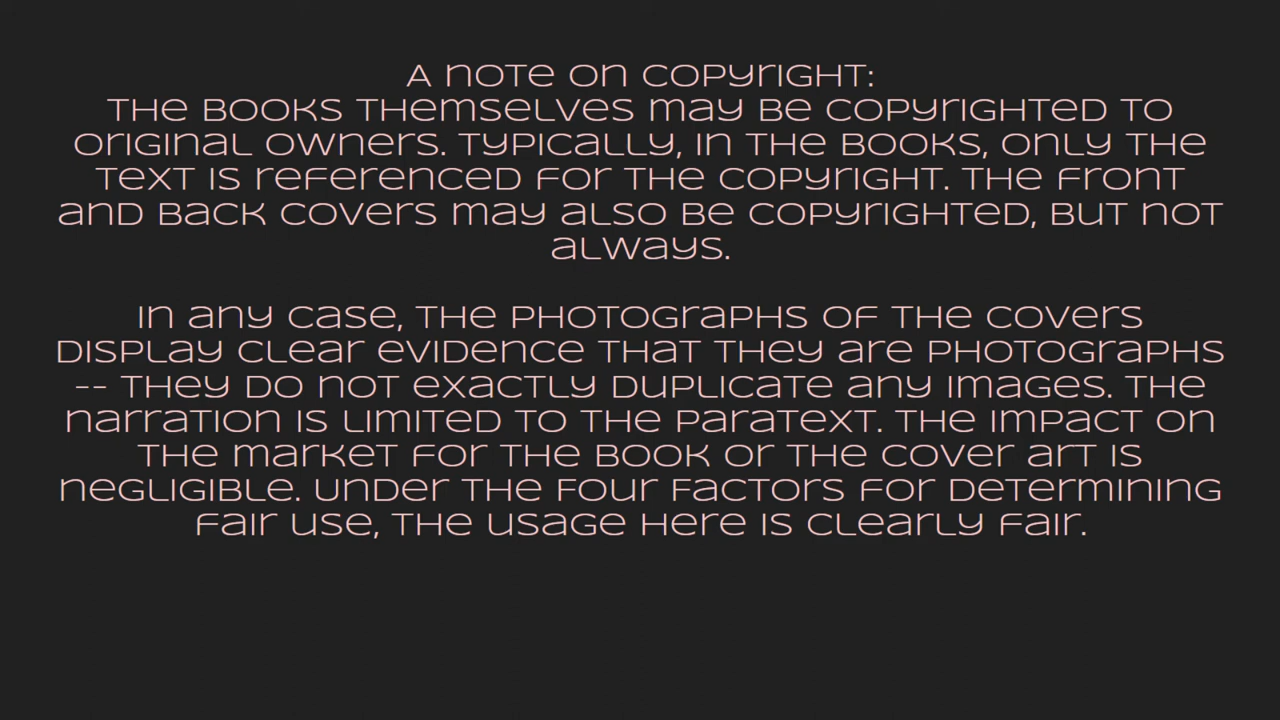 A note on copyright:
The books themselves may be copyrighted to
original owners. Typically, in the books, only the
text is referenced for the copyright. The front
and back covers may also be copyrighted, but not
always.
In any case, the photographs of the covers
display clear evidence that they are photographs
-- they do not exactly duplicate any images. The
narration is limited to the paratext. The impact on
the market for the book or the cover art is
negligible. Under the four factors for determining
fair use, the usage here is clearly fair.